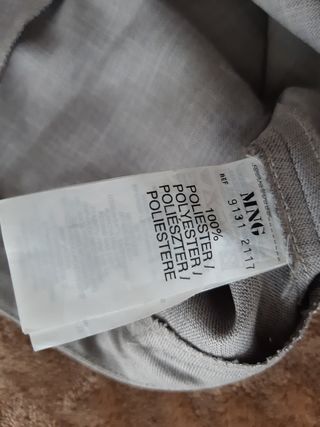 MNG
REF 9131 2117
100%
POLIESTER /
POLYESTER /
POLIÉSZTER /
POLIESTERE